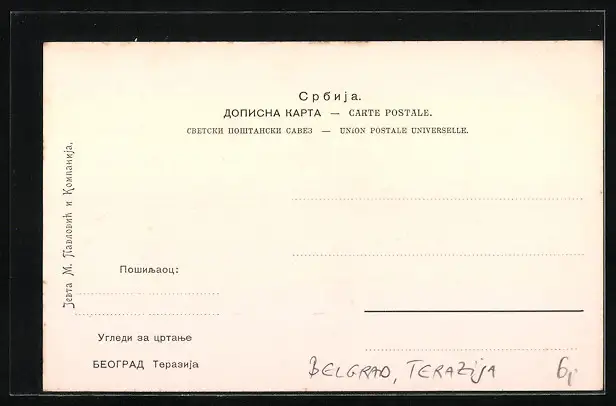 Србија.
ДОПИСНА КАРТА — CARTE POSTALE.
СВЕТСКИ ПОШТАНСКИ САВЕЗ — UNION POSTALE UNIVERSELLE.
Јевта М. Павловић и Компанија.
Пошиљаоц:
Угледи за цртање
БЕОГРАД Теразија
BELGRAD, TERAZIJA